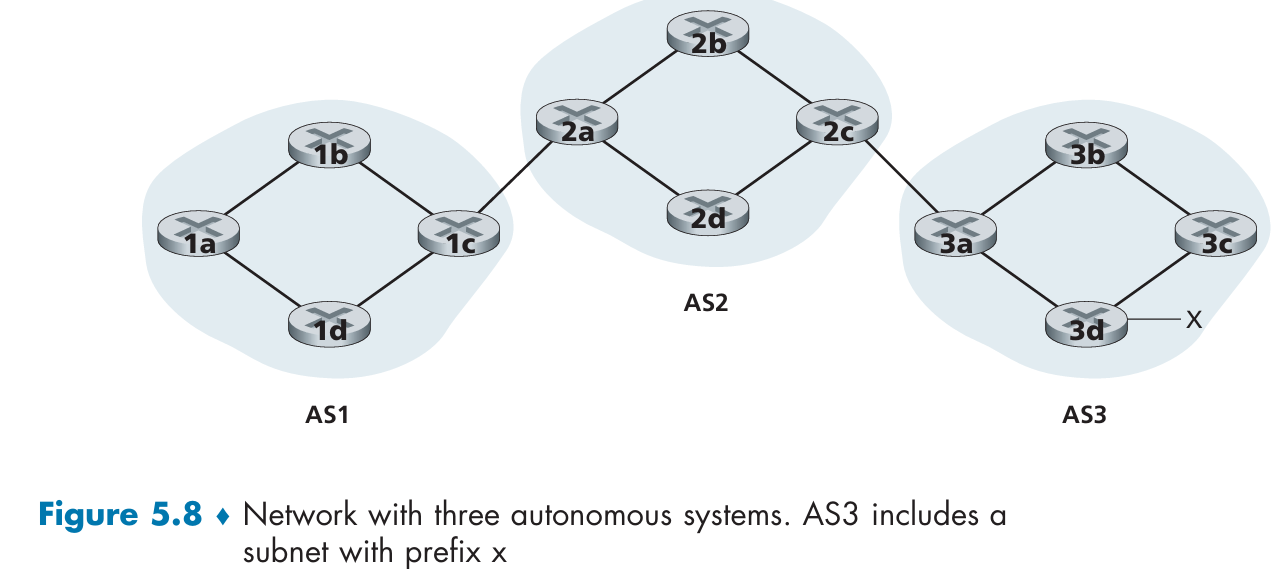 2b
2a
2c
1b
3b
2d
1a
1c
3a
3c
AS2
1d
3d
X
AS1
AS3
Figure 5.8 ♦ Network with three autonomous systems. AS3 includes a
subnet with prefix x